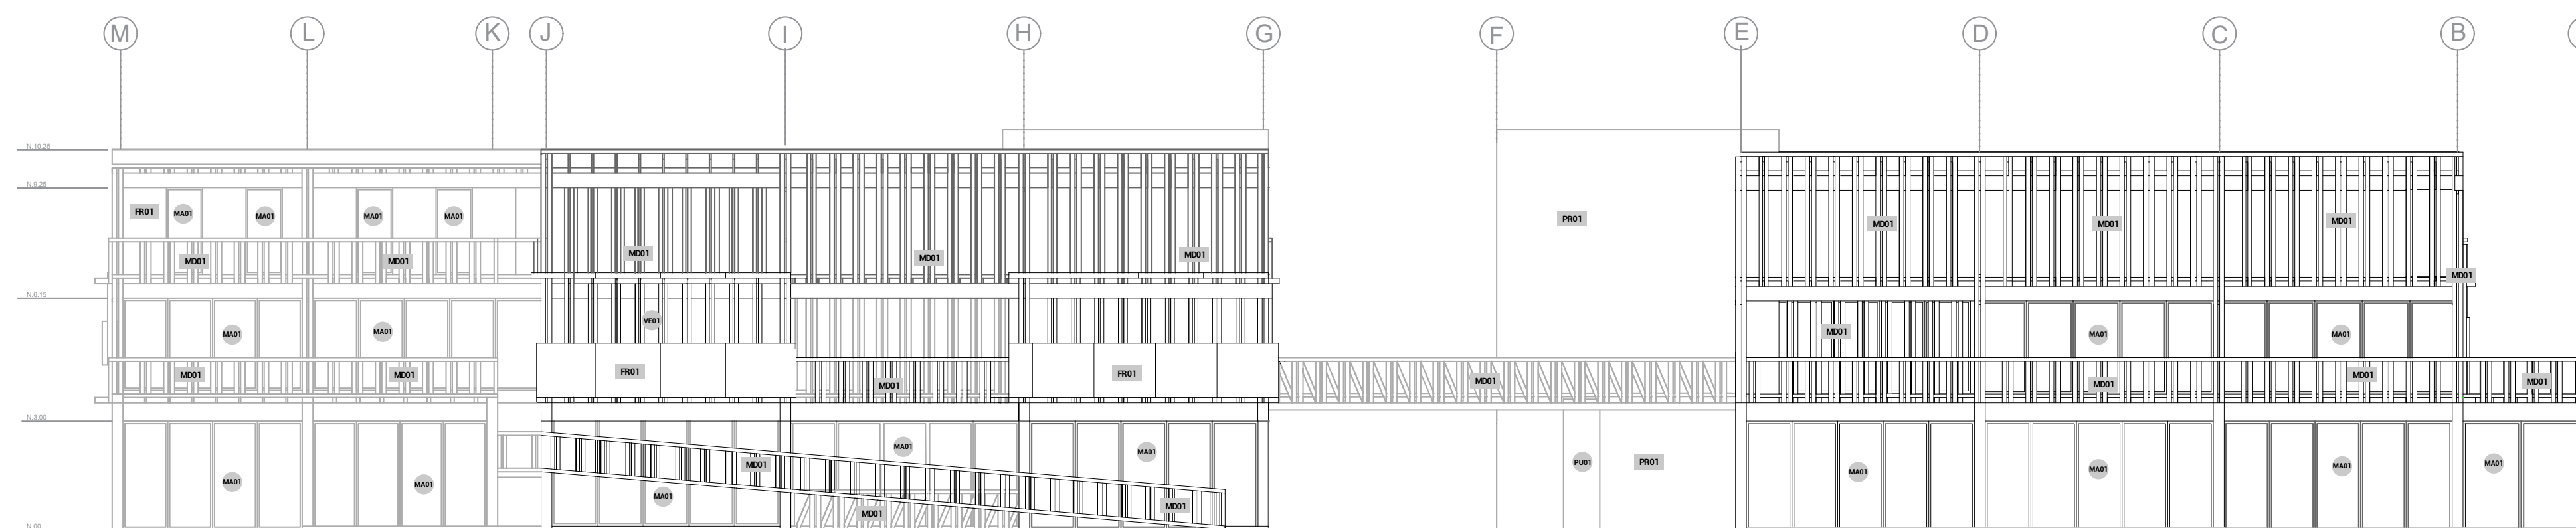 M L K J I H G F E D C B
N.10.25
N.9.25
FR01 MA01 MA01 MA01 MA01 PR01 MD01 MD01 MD01
MD01 MD01 MD01 MD01 MD01 MD01
N.6.15
MA01 MA01 VE01 MD01 MA01 MA01
MD01 MD01 FR01 MD01 FR01 MD01 MD01 MD01 MD01
N.3.00
MA01 MA01 MD01 MA01 MA01 PU01 PR01 MA01 MA01 MA01 MA01
MA01 MD01 MD01
N.00